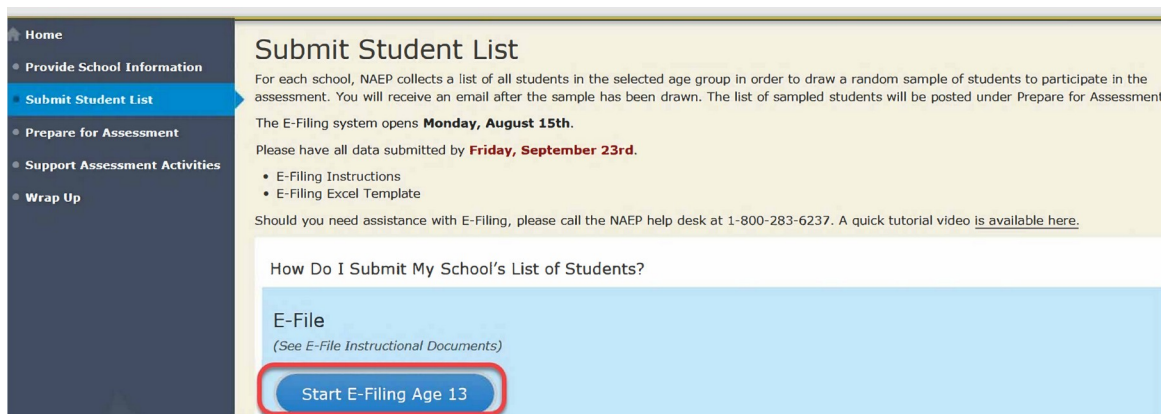 Home
Provide School Information
Submit Student List
Prepare for Assessment
Support Assessment Activities
Wrap Up
Submit Student List
For each school, NAEP collects a list of all students in the selected age group in order to draw a random sample of students to participate in the
assessment. You will receive an email after the sample has been drawn. The list of sampled students will be posted under Prepare for Assessment
The E-Filing system opens Monday, August 15th.
Please have all data submitted by Friday, September 23rd.
• E-Filing Instructions
• E-Filing Excel Template
Should you need assistance with E-Filing, please call the NAEP help desk at 1-800-283-6237. A quick tutorial video is available here.
How Do I Submit My School's List of Students?
E-File
(See E-File Instructional Documents)
Start E-Filing Age 13